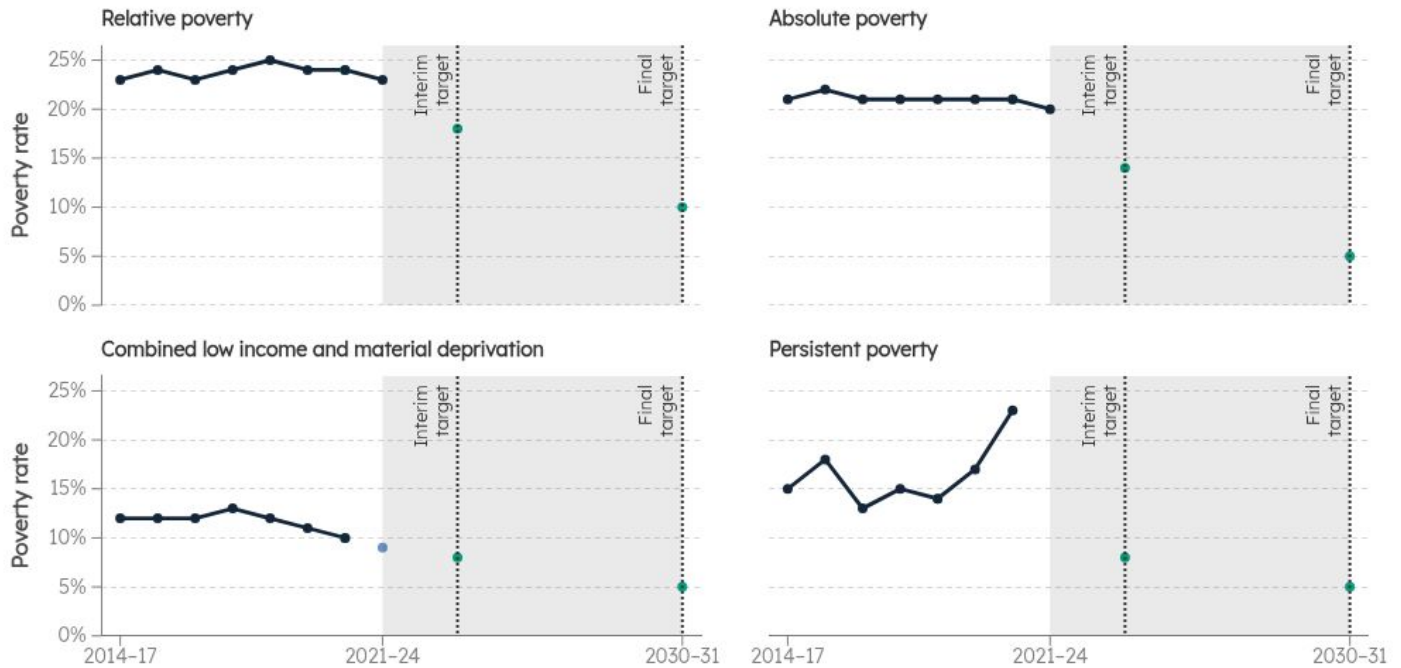 Relative poverty
Absolute poverty
Poverty rate
25%
20%
15%
10%
5%
0%
Interim
target
Final
target
Interim
target
Final
target
Combined low income and material deprivation
Persistent poverty
Poverty rate
25%
20%
15%
10%
5%
0%
Interim
target
Final
target
Interim
target
Final
target
2014–17
2021–24
2030–31
2014–17
2021–24
2030–31